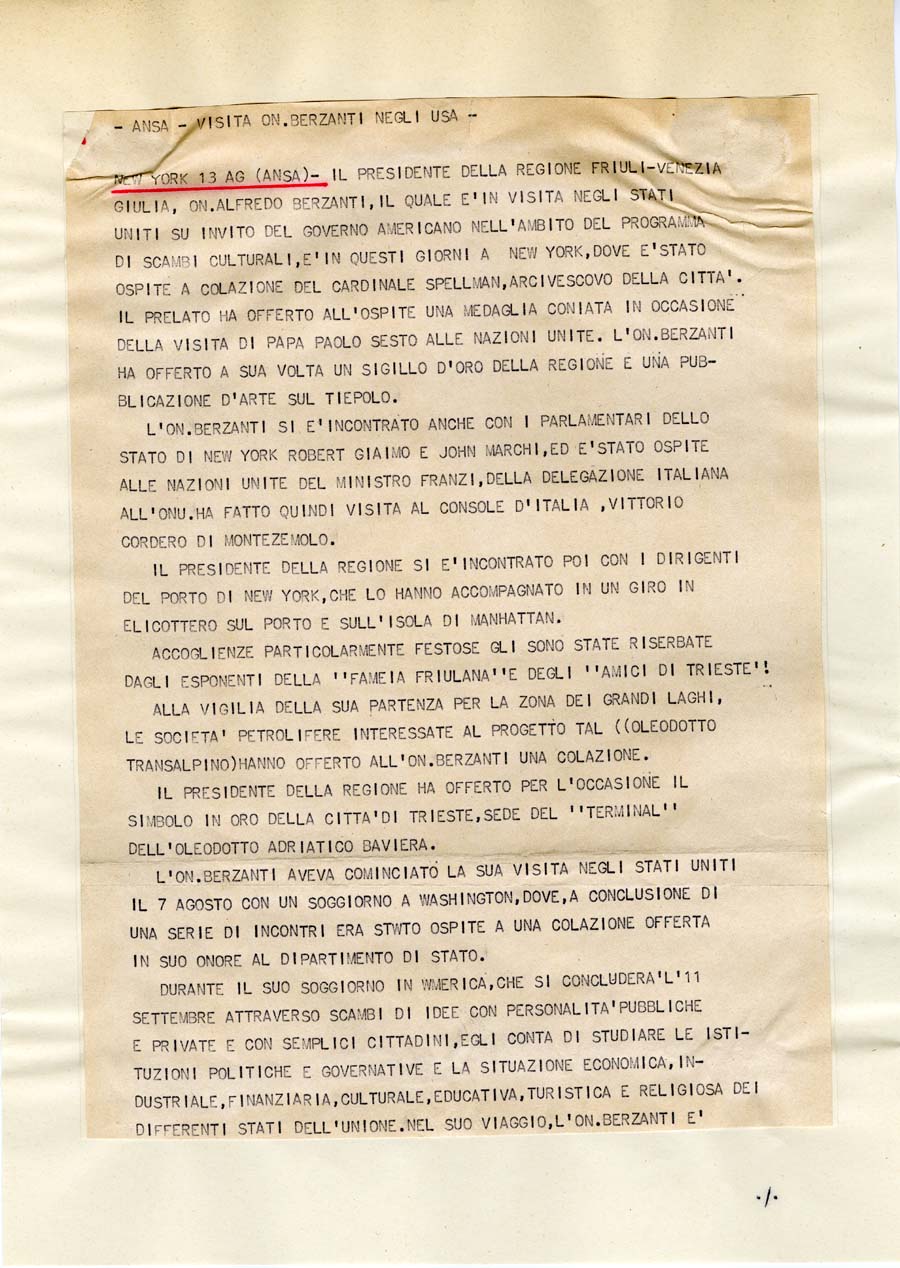 - ANSA - VISITA ON.BERZANTI NEGLI USA -
NEW YORK 13 AG (ANSA)- IL PRESIDENTE DELLA REGIONE FRIULI-VENEZIA
GIULIA, ON.ALFREDO BERZANTI,IL QUALE E'IN VISITA NEGLI STATI
UNITI SU INVITO DEL GOVERNO AMERICANO NELL'AMBITO DEL PROGRAMMA
DI SCAMBI CULTURALI,E'IN QUESTI GIORNI A NEW YORK,DOVE E'STATO
OSPITE A COLAZIONE DEL CARDINALE SPELLMAN,ARCIVESCOVO DELLA CITTA'.
IL PRELATO HA OFFERTO ALL'OSPITE UNA MEDAGLIA CONIATA IN OCCASIONE
DELLA VISITA DI PAPA PAOLO SESTO ALLE NAZIONI UNITE. L'ON.BERZANTI
HA OFFERTO A SUA VOLTA UN SIGILLO D'ORO DELLA REGIONE E UNA PUB-
BLICAZIONE D'ARTE SUL TIEPOLO.
L'ON.BERZANTI SI E'INCONTRATO ANCHE CON I PARLAMENTARI DELLO
STATO DI NEW YORK ROBERT GIAIMO E JOHN MARCHI,ED E'STATO OSPITE
ALLE NAZIONI UNITE DEL MINISTRO FRANZI,DELLA DELEGAZIONE ITALIANA
ALL'ONU.HA FATTO QUINDI VISITA AL CONSOLE D'ITALIA ,VITTORIO
CORDERO DI MONTEZEMOLO.
IL PRESIDENTE DELLA REGIONE SI E'INCONTRATO POI CON I DIRIGENTI
DEL PORTO DI NEW YORK,CHE LO HANNO ACCOMPAGNATO IN UN GIRO IN
ELICOTTERO SUL PORTO E SULL'ISOLA DI MANHATTAN.
ACCOGLIENZE PARTICOLARMENTE FESTOSE GLI SONO STATE RISERBATE
DAGLI ESPONENTI DELLA ''FAMEIA FRIULANA''E DEGLI ''AMICI DI TRIESTE'!
ALLA VIGILIA DELLA SUA PARTENZA PER LA ZONA DEI GRANDI LAGHI,
LE SOCIETA' PETROLIFERE INTERESSATE AL PROGETTO TAL ((OLEODOTTO
TRANSALPINO)HANNO OFFERTO ALL'ON.BERZANTI UNA COLAZIONE.
IL PRESIDENTE DELLA REGIONE HA OFFERTO PER L'OCCASIONE IL
SIMBOLO IN ORO DELLA CITTA'DI TRIESTE,SEDE DEL ''TERMINAL''
DELL'OLEODOTTO ADRIATICO BAVIERA.
L'ON.BERZANTI AVEVA COMINCIATO LA SUA VISITA NEGLI STATI UNITI
IL 7 AGOSTO CON UN SOGGIORNO A WASHINGTON,DOVE,A CONCLUSIONE DI
UNA SERIE DI INCONTRI ERA STWTO OSPITE A UNA COLAZIONE OFFERTA
IN SUO ONORE AL DIPARTIMENTO DI STATO.
DURANTE IL SUO SOGGIORNO IN WMERICA,CHE SI CONCLUDERA'L'11
SETTEMBRE ATTRAVERSO SCAMBI DI IDEE CON PERSONALITA'PUBBLICHE
E PRIVATE E CON SEMPLICI CITTADINI,EGLI CONTA DI STUDIARE LE ISTI-
TUZIONI POLITICHE E GOVERNATIVE E LA SITUAZIONE ECONOMICA,IN-
DUSTRIALE,FINANZIARIA,CULTURALE,EDUCATIVA,TURISTICA E RELIGIOSA DEI
DIFFERENTI STATI DELL'UNIONE.NEL SUO VIAGGIO,L'ON.BERZANTI E'
./.